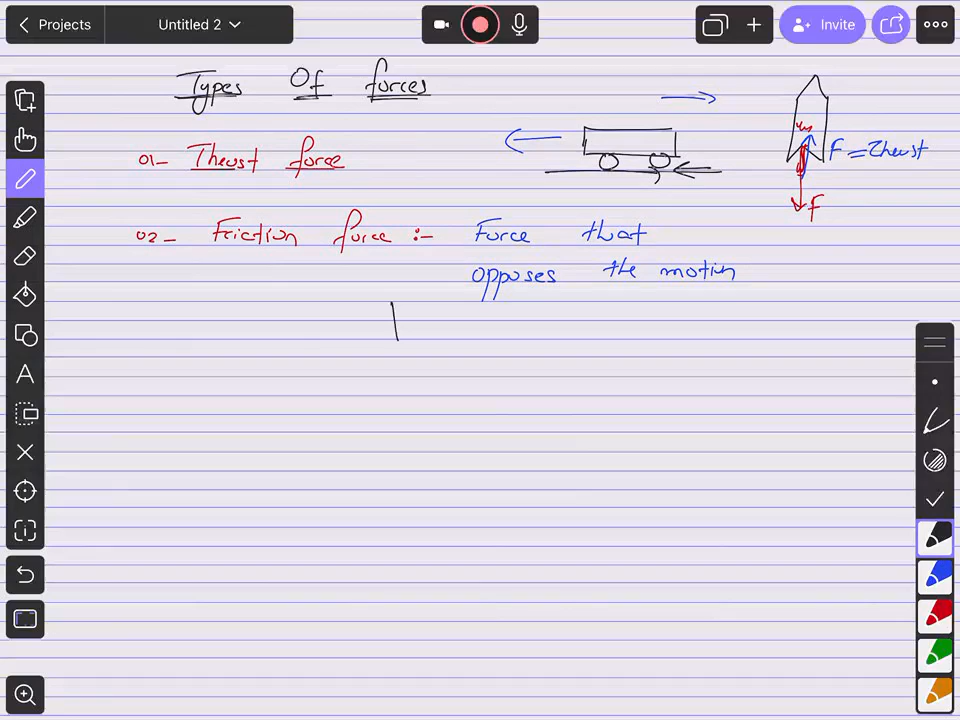 Projects
Untitled 2
Invite
Types Of forces
01- Thrust force
F = Thrust
F
02- Friction force :- Force that
opposes the motion
A